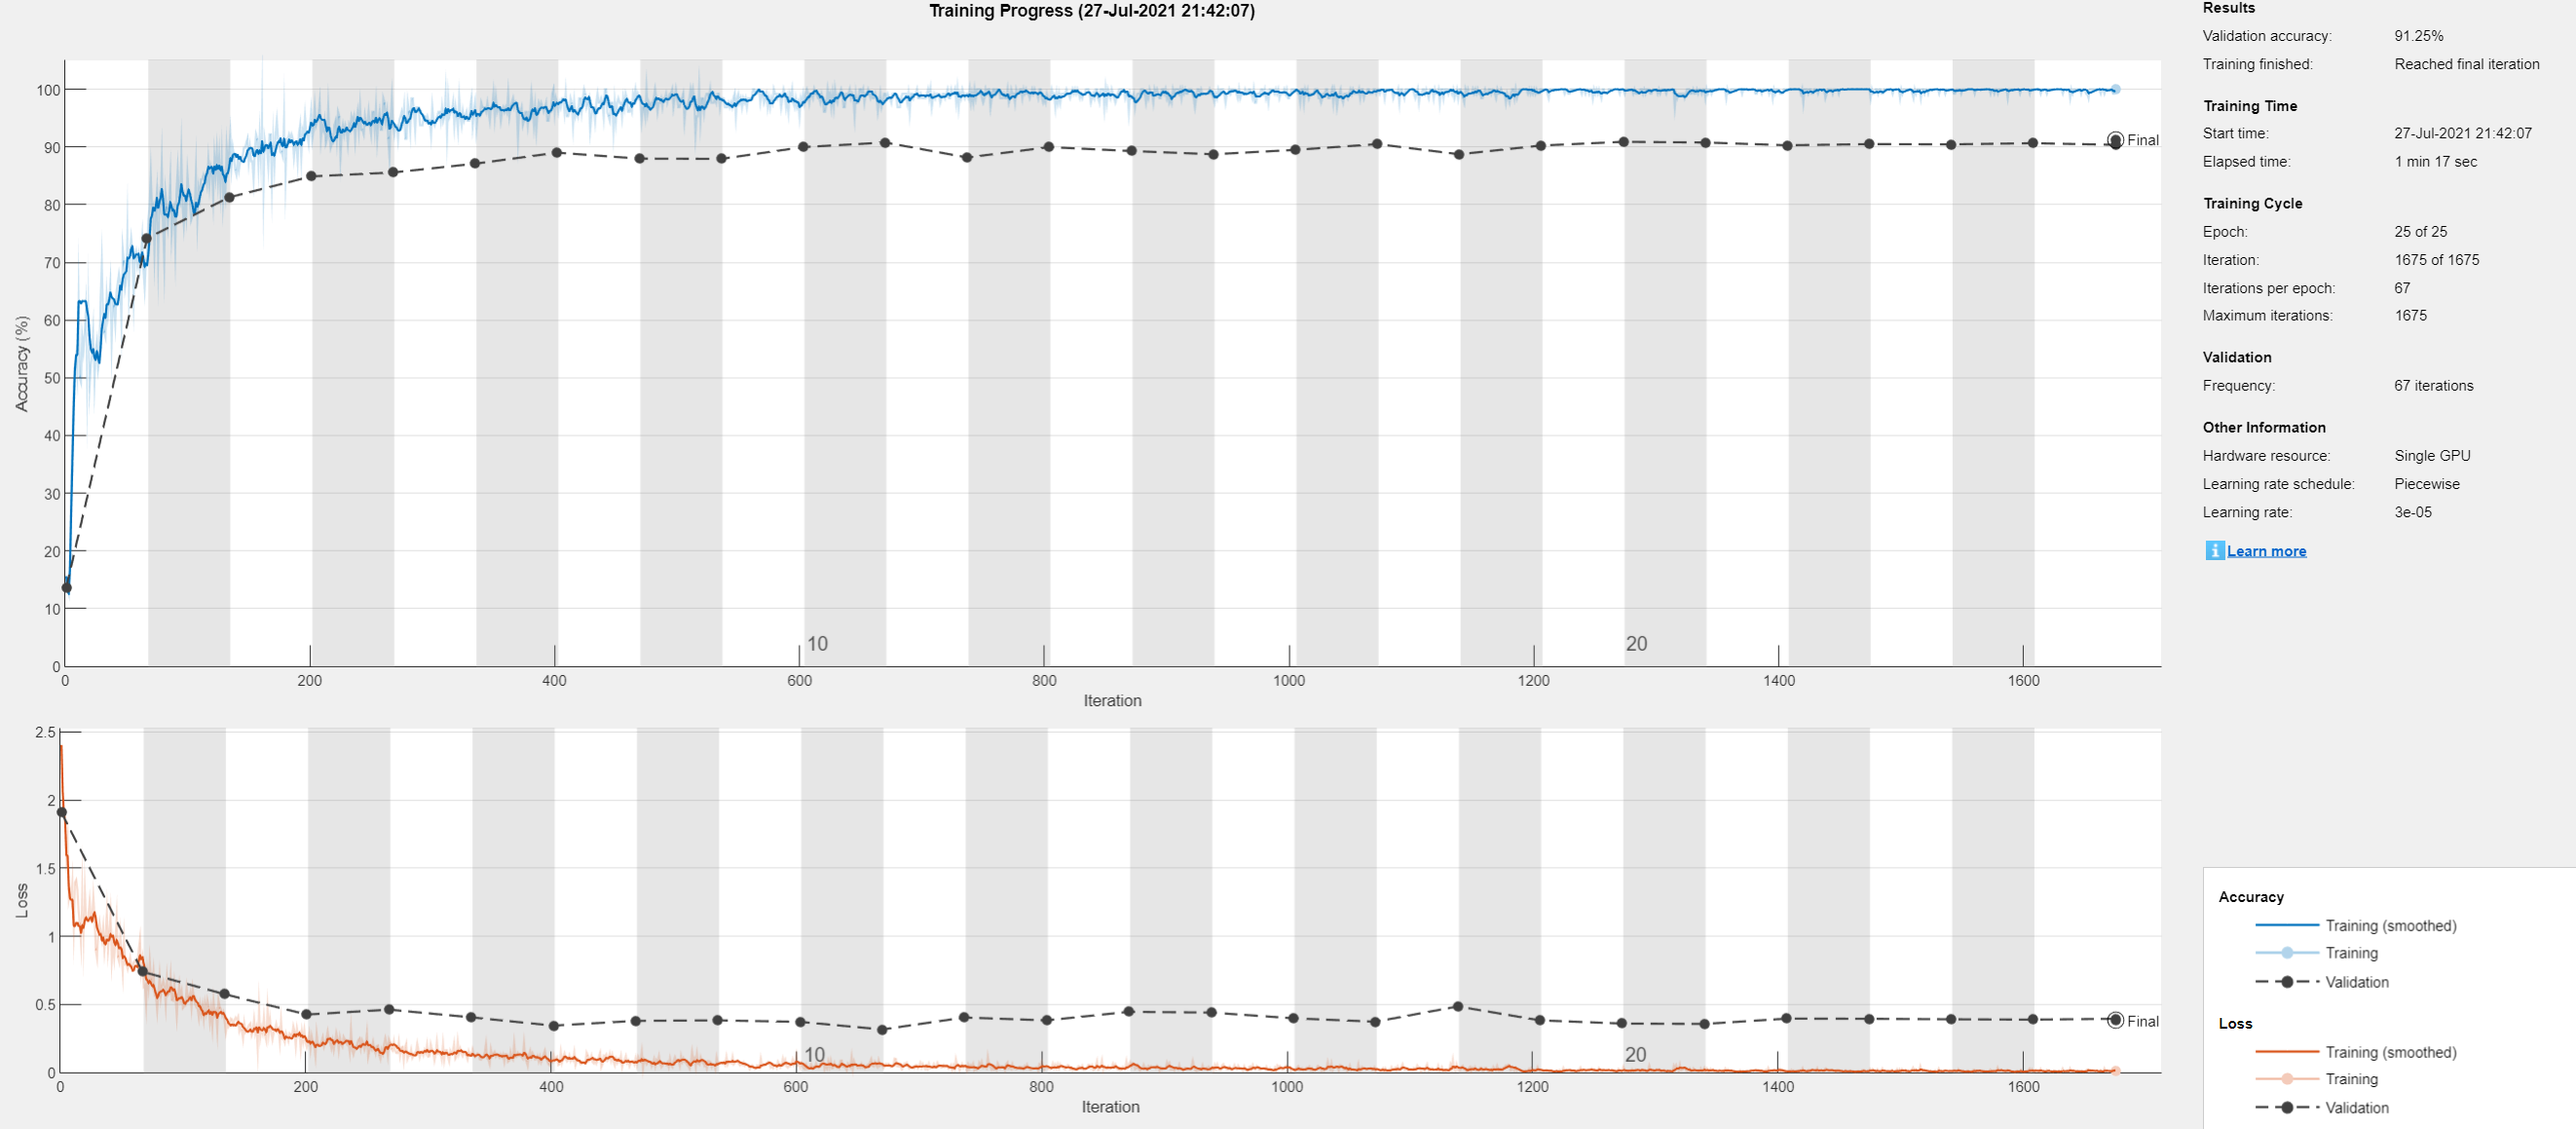 Training Progress (27-Jul-2021 21:42:07)
Accuracy (%)
100
90
80
70
60
50
40
30
20
10
0
Final
10
20
0 200 400 600 800 1000 1200 1400 1600
Iteration
Loss
2.5
2
1.5
1
0.5
0
Final
10
20
0 200 400 600 800 1000 1200 1400 1600
Iteration
Results
Validation accuracy: 91.25%
Training finished: Reached final iteration
Training Time
Start time: 27-Jul-2021 21:42:07
Elapsed time: 1 min 17 sec
Training Cycle
Epoch: 25 of 25
Iteration: 1675 of 1675
Iterations per epoch: 67
Maximum iterations: 1675
Validation
Frequency: 67 iterations
Other Information
Hardware resource: Single GPU
Learning rate schedule: Piecewise
Learning rate: 3e-05
i Learn more
Accuracy
Training (smoothed)
Training
Validation
Loss
Training (smoothed)
Training
Validation